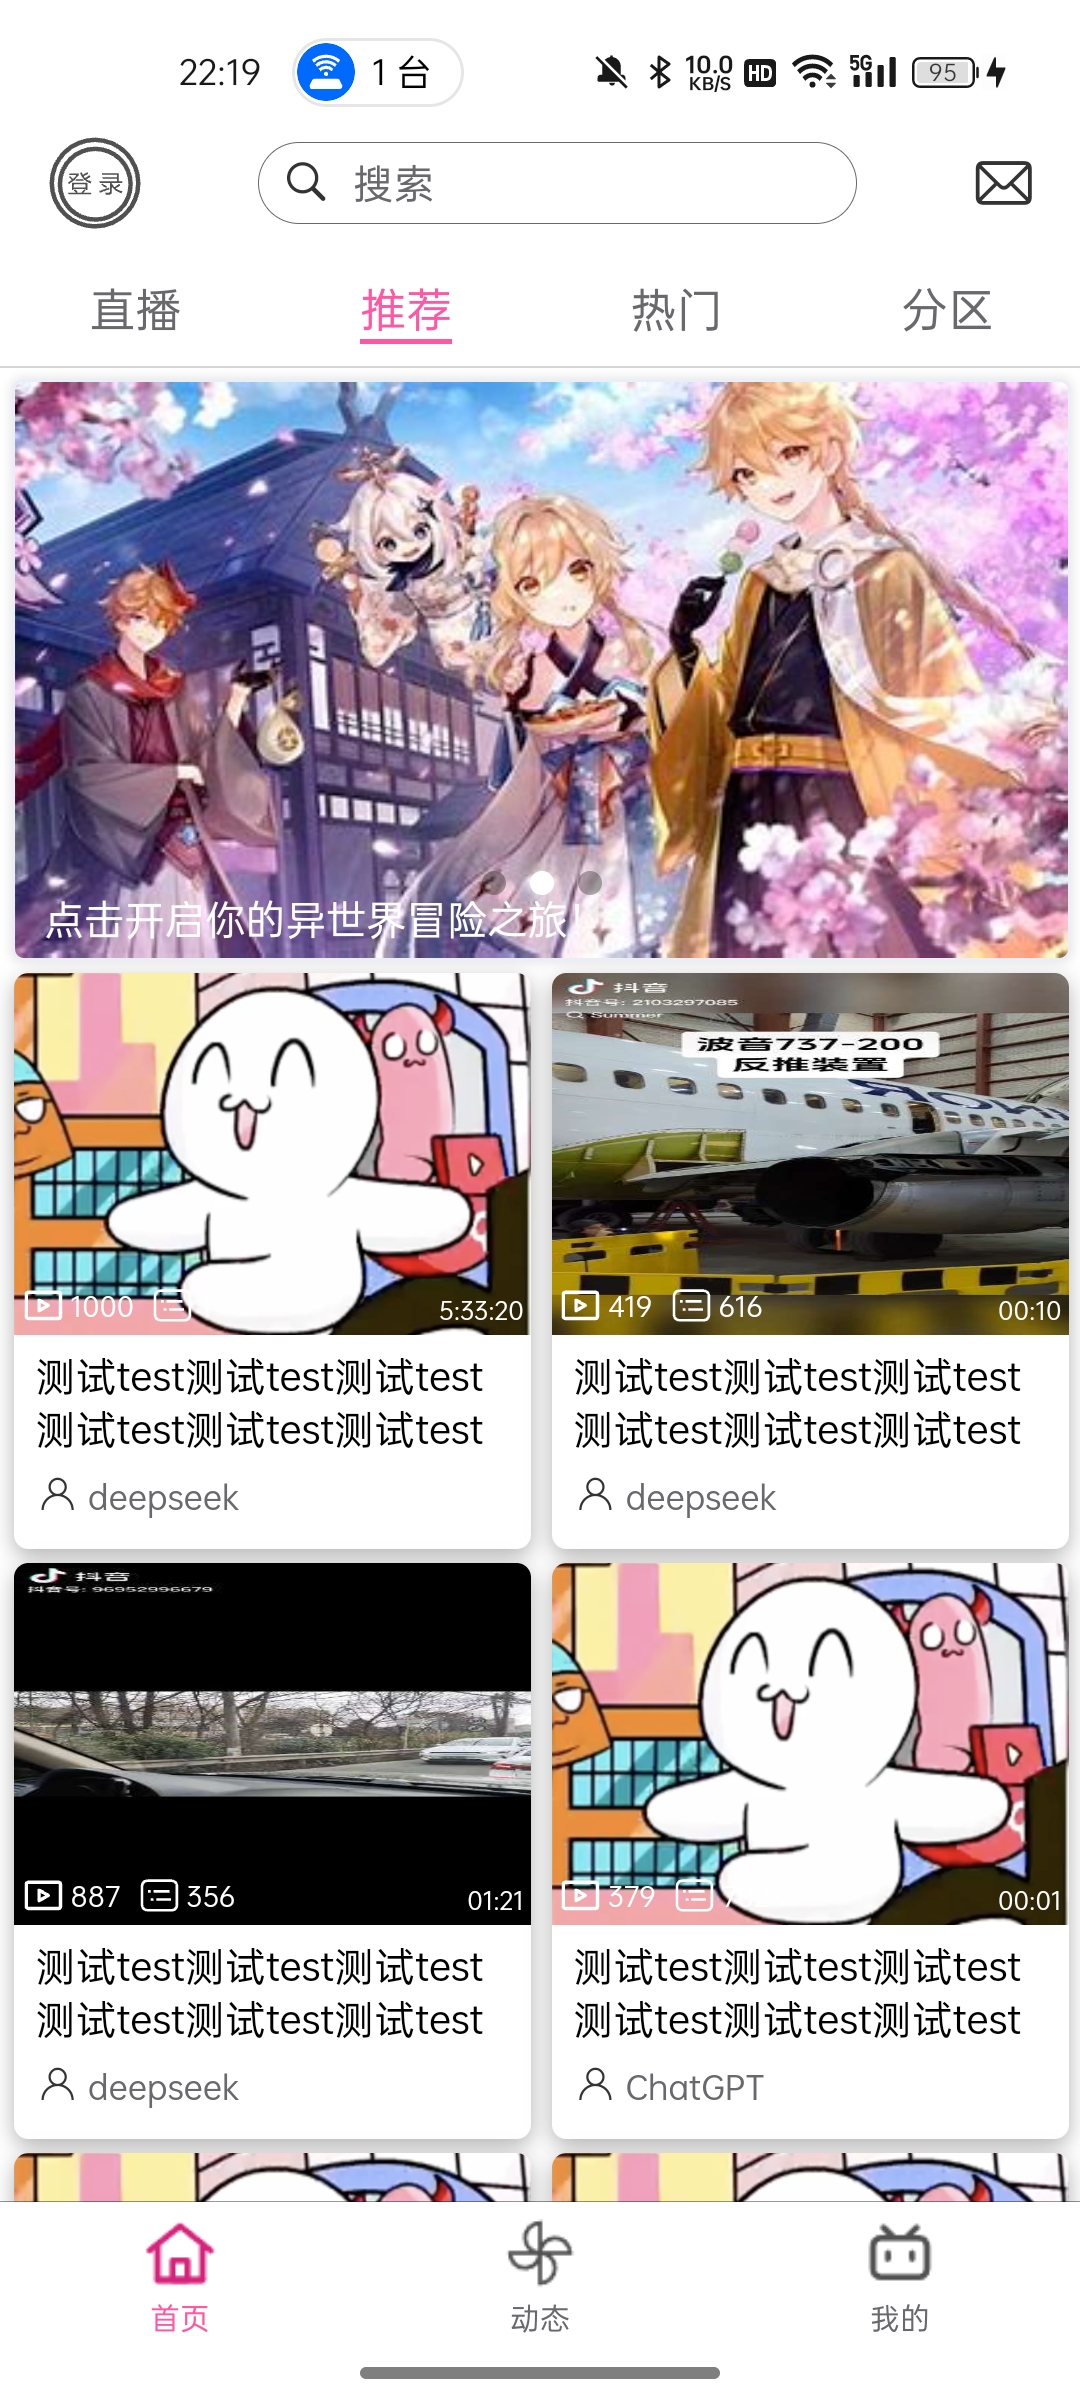 22:19
1 台
10.0
KB/S
HD
5G
95
登 录
搜索
直播
推荐
热门
分区
点击开启你的异世界冒险之旅!
1000
5:33:20
抖音
抖音号: 2103297085
Summer
波音737-200
反推装置
419
616
00:10
测试test测试test测试test
测试test测试test测试test
deepseek
测试test测试test测试test
测试test测试test测试test
deepseek
抖音
抖音号: 96952996679
887
356
01:21
379
00:01
测试test测试test测试test
测试test测试test测试test
deepseek
测试test测试test测试test
测试test测试test测试test
ChatGPT
首页
动态
我的